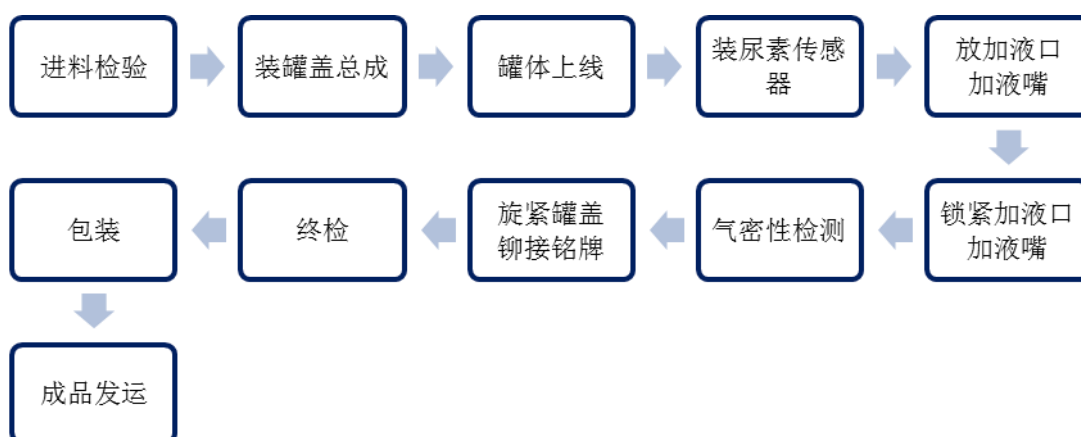 进料检验
装罐盖总成
罐体上线
装尿素传感
器
放加液口
加液嘴
锁紧加液口
加液嘴
气密性检测
旋紧罐盖
铆接铭牌
终检
包装
成品发运